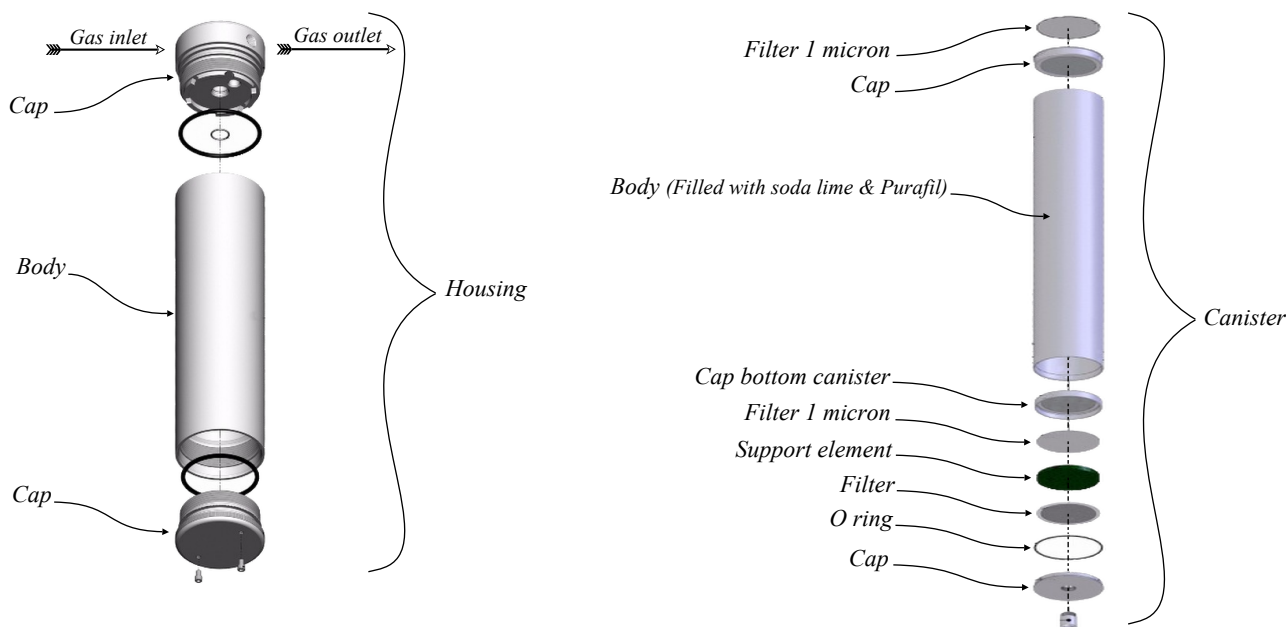 Gas inlet
Gas outlet
Cap
Body
Cap
Housing
Filter 1 micron
Cap
Body (Filled with soda lime & Purafil)
Canister
Cap bottom canister
Filter 1 micron
Support element
Filter
O ring
Cap